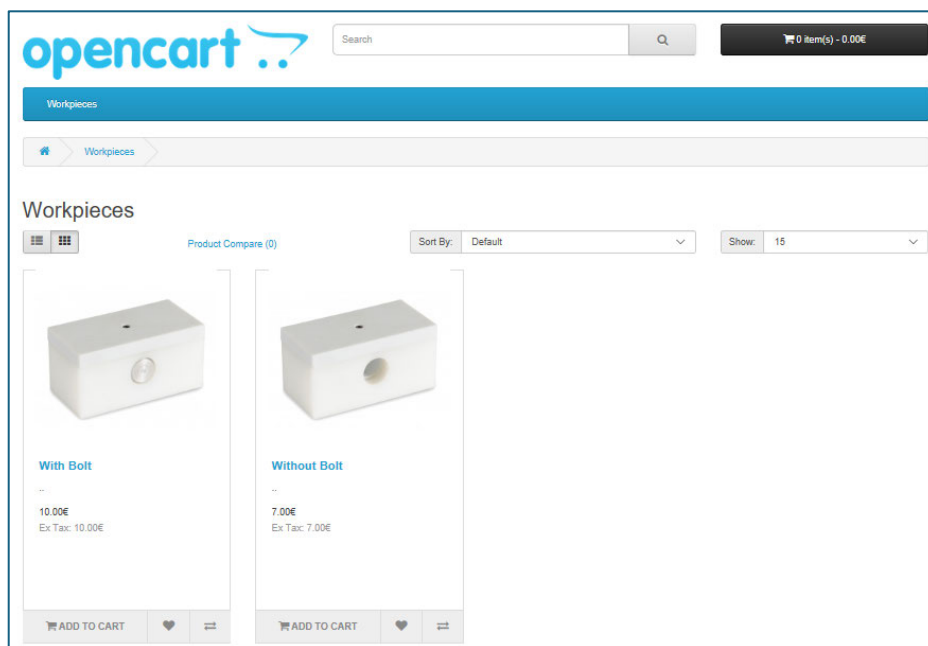 opencart
Search
0 item(s) - 0.00€
Workpieces
Workpieces
Workpieces
Product Compare (0)
Sort By: Default
Show: 15
With Bolt
..
10.00€
Ex Tax: 10.00€
ADD TO CART
Without Bolt
..
7.00€
Ex Tax: 7.00€
ADD TO CART